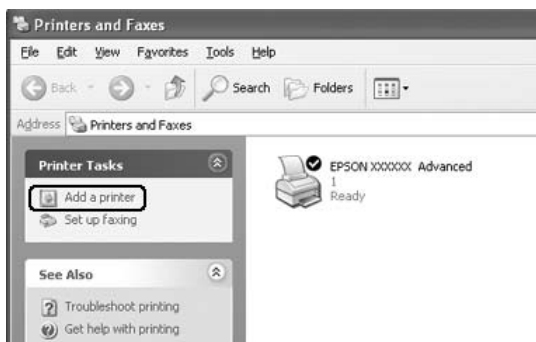 Printers and Faxes
File Edit View Favorites Tools Help
Back Search Folders
Address Printers and Faxes
Printer Tasks
Add a printer
Set up faxing
See Also
Troubleshoot printing
Get help with printing
EPSON XXXXXX Advanced
1
Ready